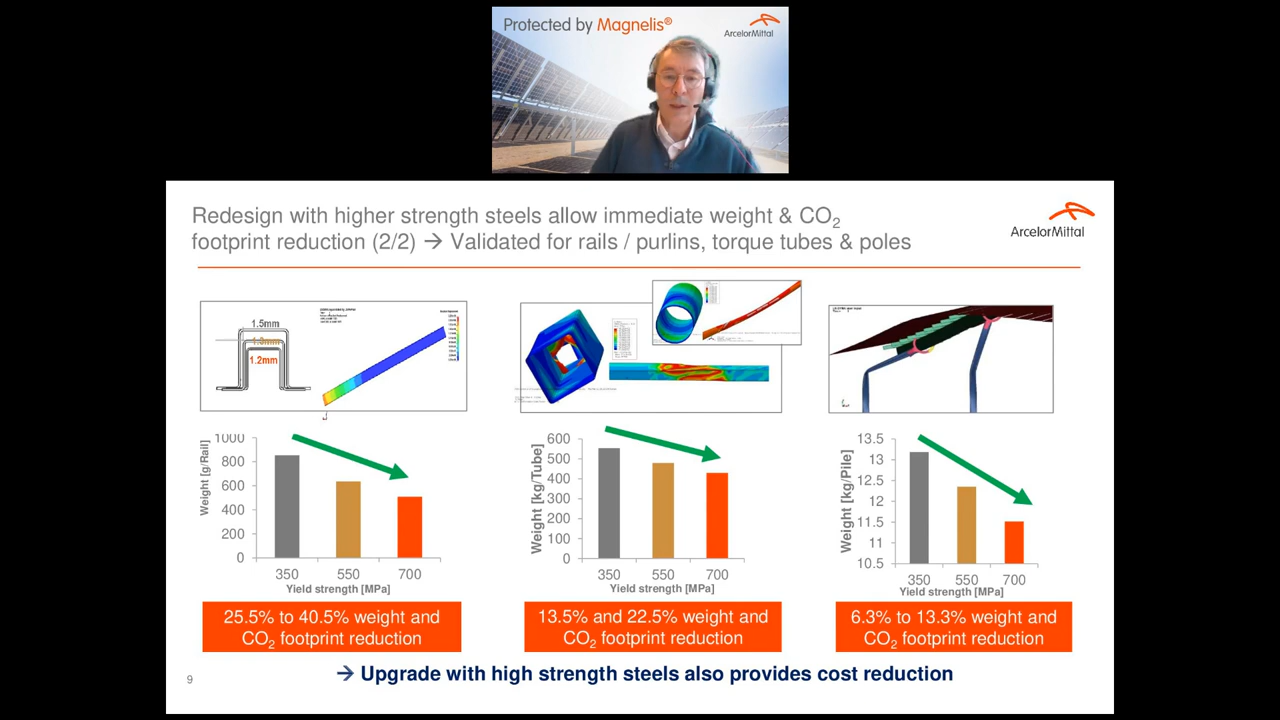 Protected by Magnelis®
ArcelorMittal
Redesign with higher strength steels allow immediate weight & CO2
footprint reduction (2/2) → Validated for rails / purlins, torque tubes & poles
ArcelorMittal
1.5mm
1.2mm
Weight [g/Rail]
1000
800
600
400
200
0
350 550 700
Yield strength [MPa]
25.5% to 40.5% weight and
CO2 footprint reduction
Weight [kg/Tube]
600
500
400
300
200
100
0
350 550 700
Yield strength [MPa]
13.5% and 22.5% weight and
CO2 footprint reduction
Weight [kg/Pile]
13.5
13
12.5
12
11.5
11
10.5
350 550 700
Yield strength [MPa]
6.3% to 13.3% weight and
CO2 footprint reduction
→ Upgrade with high strength steels also provides cost reduction
9